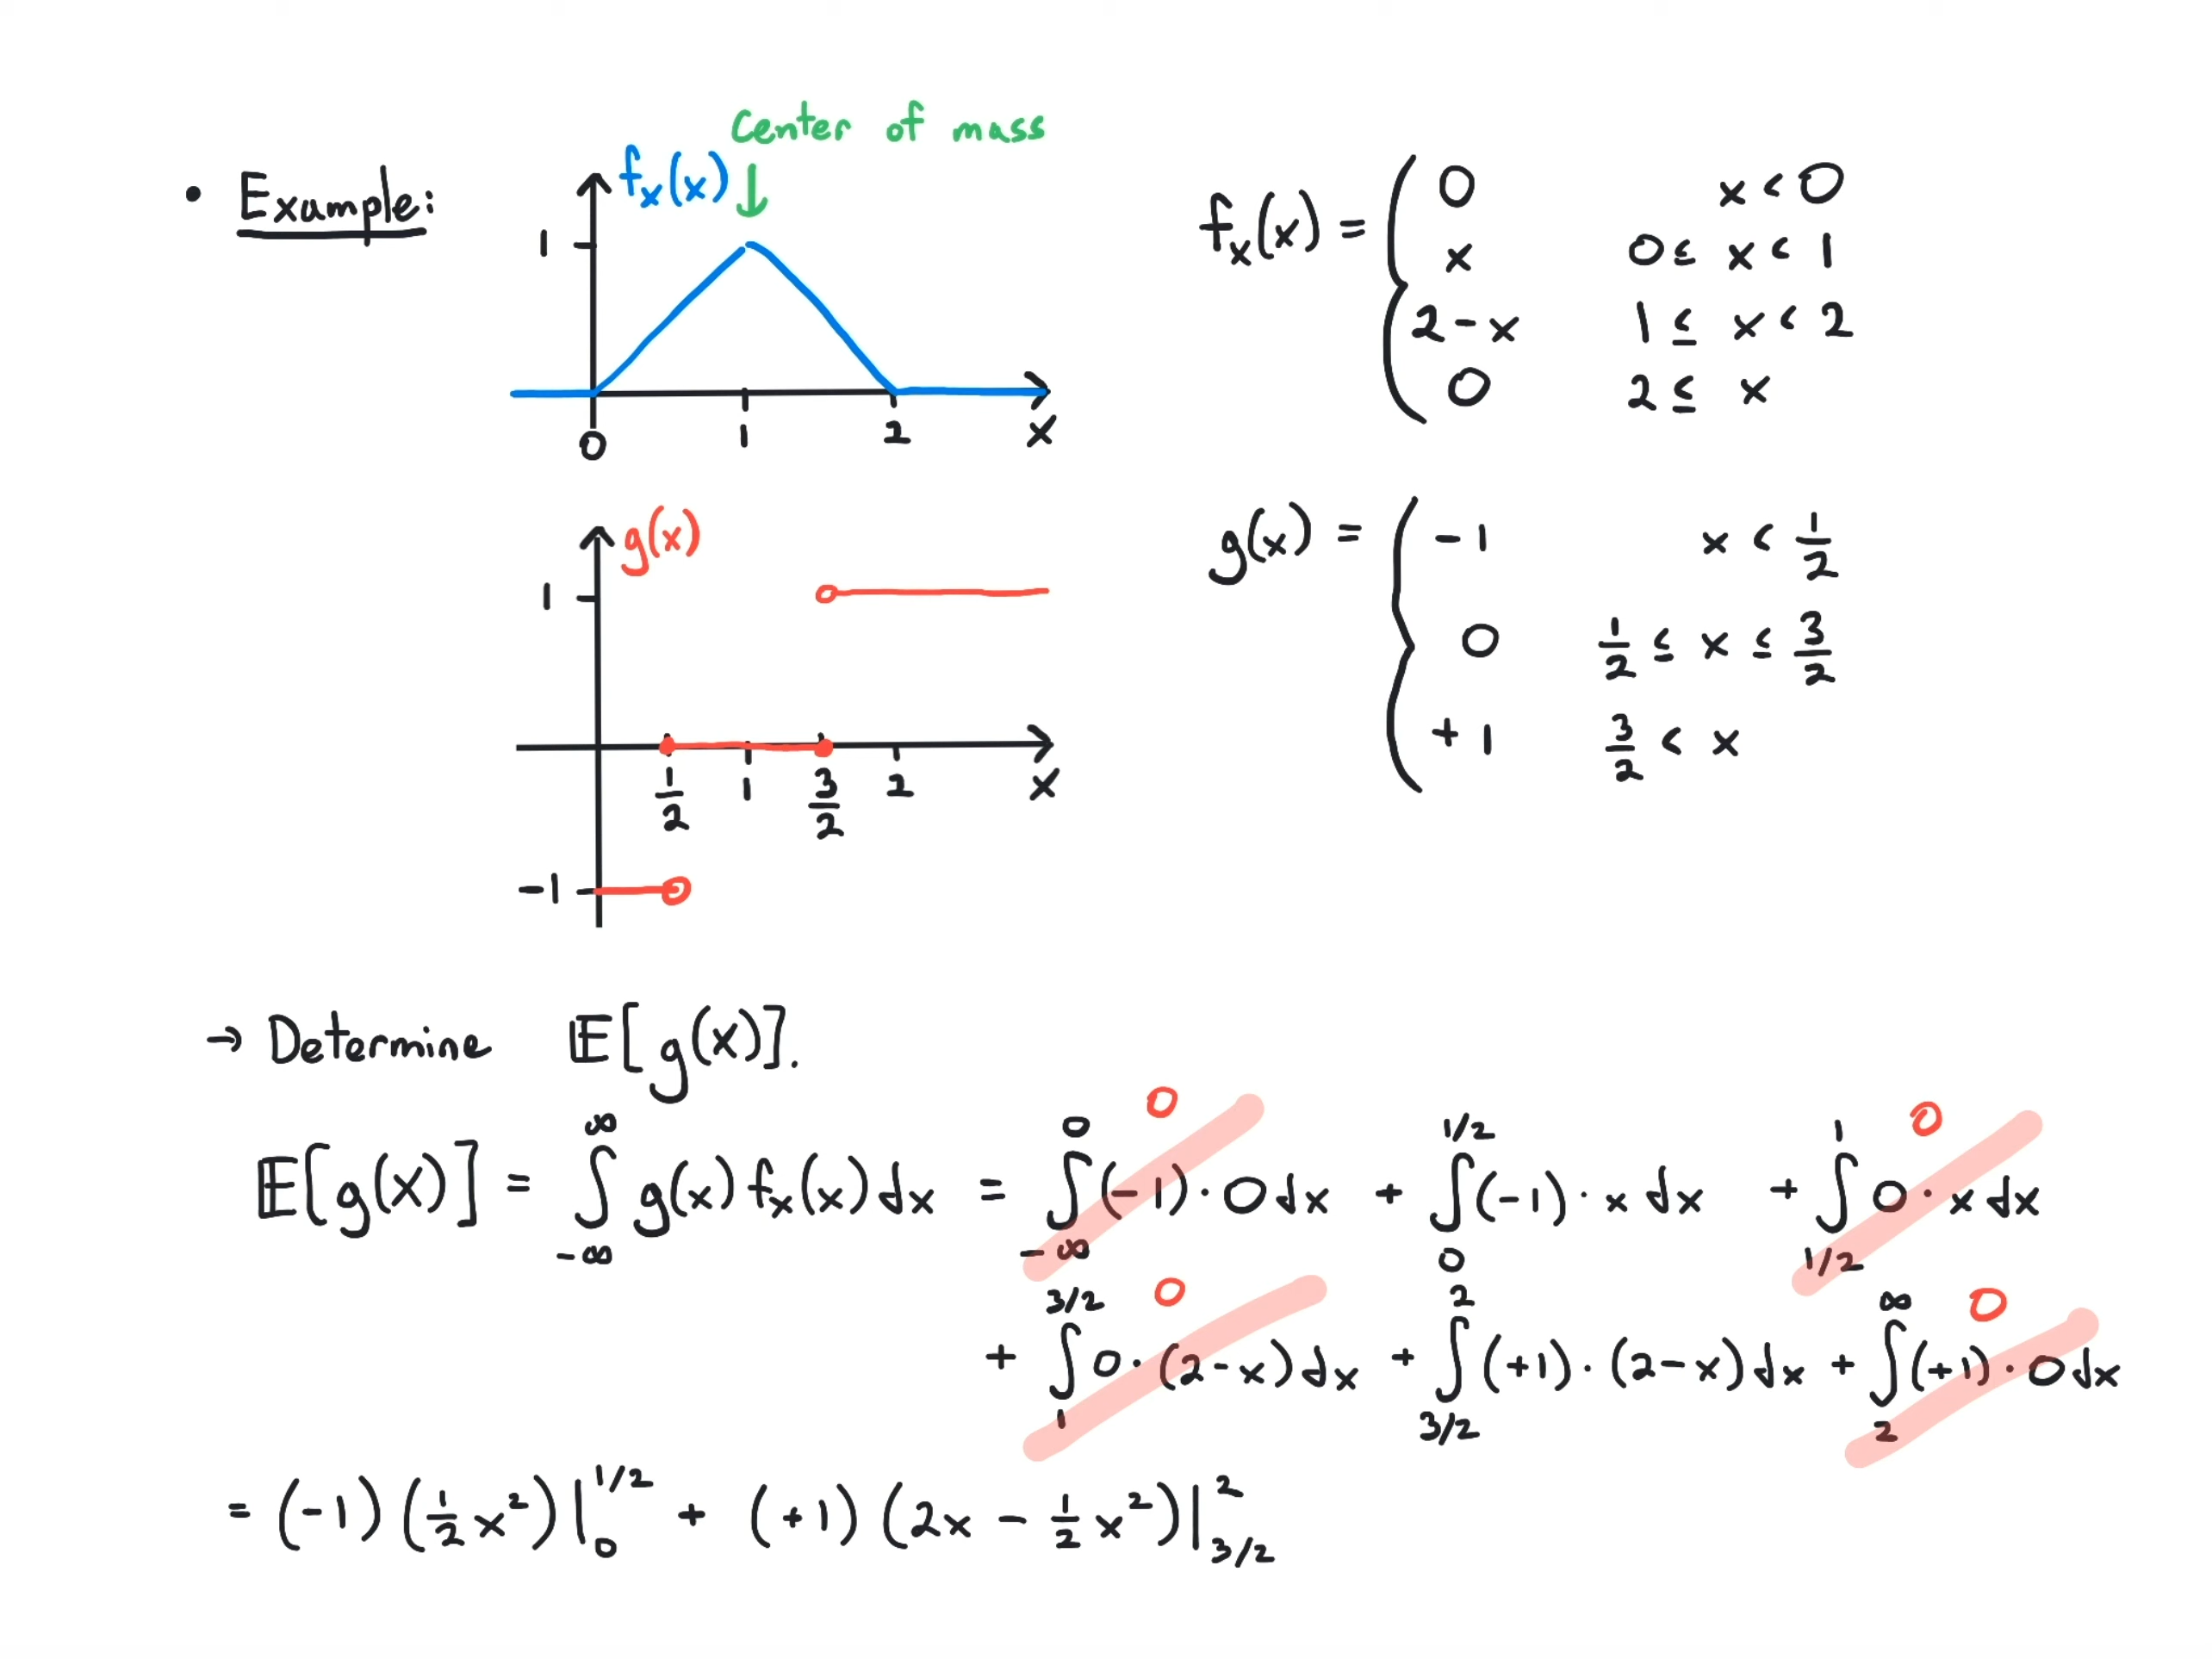 • Example:
center of mass
f_X(x)
1
0 1 2 x
f_X(x) = { 0 x < 0
x 0 ≤ x < 1
2 - x 1 ≤ x < 2
0 2 ≤ x
g(x)
1
1/2 1 3/2 2 x
-1
g(x) = { -1 x < 1/2
0 1/2 ≤ x ≤ 3/2
+1 3/2 < x
→ Determine 𝔼[g(X)].
𝔼[g(X)] = ∫_{-∞}^{∞} g(x) f_X(x) dx = ∫_{-∞}^{0} (-1) · 0 dx 0 + ∫_{0}^{1/2} (-1) · x dx + ∫_{1/2}^{1} 0 · x dx 0
+ ∫_{1}^{3/2} 0 · (2-x) dx 0 + ∫_{3/2}^{2} (+1) · (2-x) dx + ∫_{2}^{∞} (+1) · 0 dx 0
= (-1) (1/2 x²) |_{0}^{1/2} + (+1) (2x - 1/2 x²) |_{3/2}^{2}